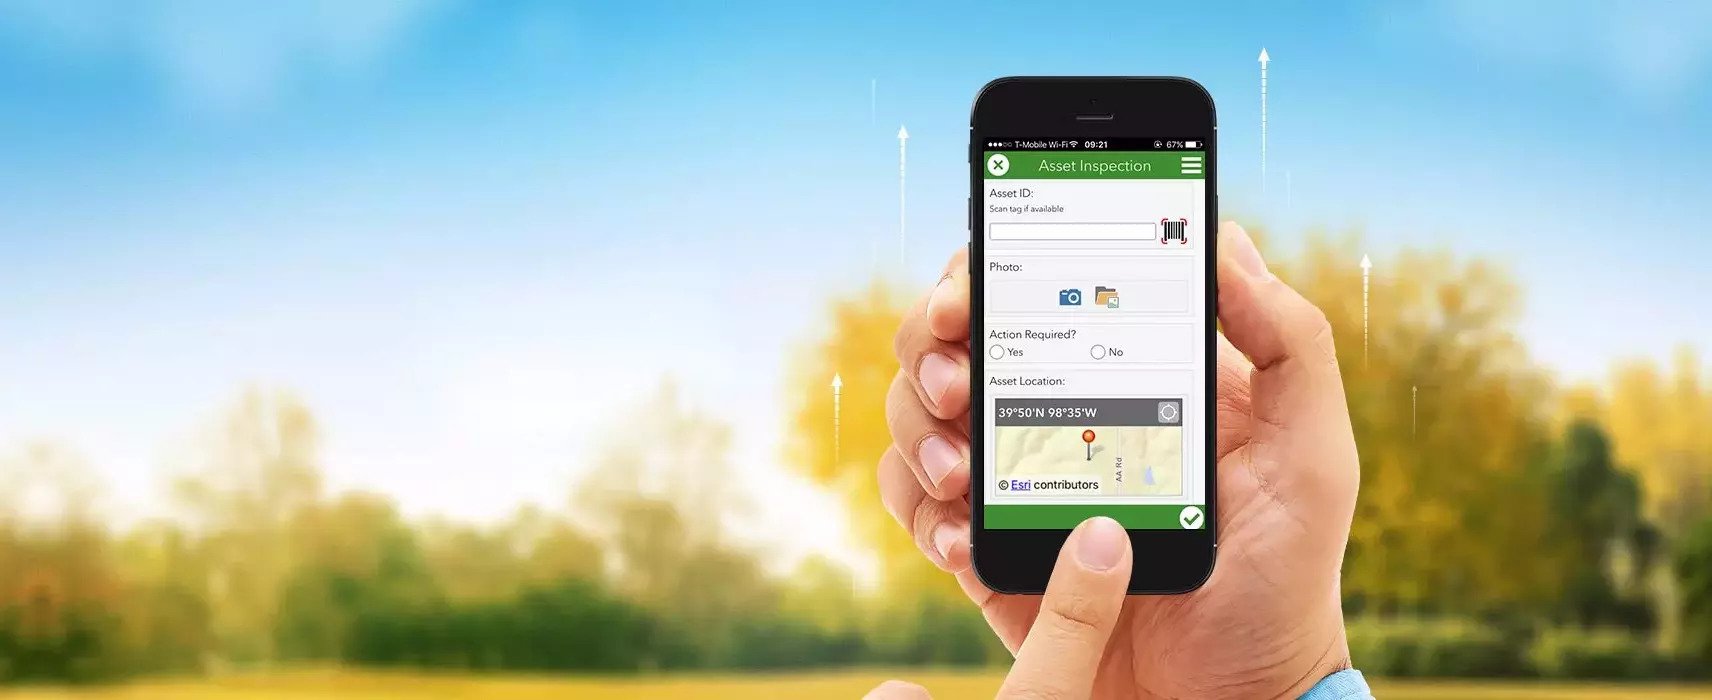 T-Mobile Wi-Fi 09:21 67%
Asset Inspection
Asset ID:
Scan tag if available
Photo:
Action Required?
Yes No
Asset Location:
39°50'N 98°35'W
AA Rd
© Esri contributors